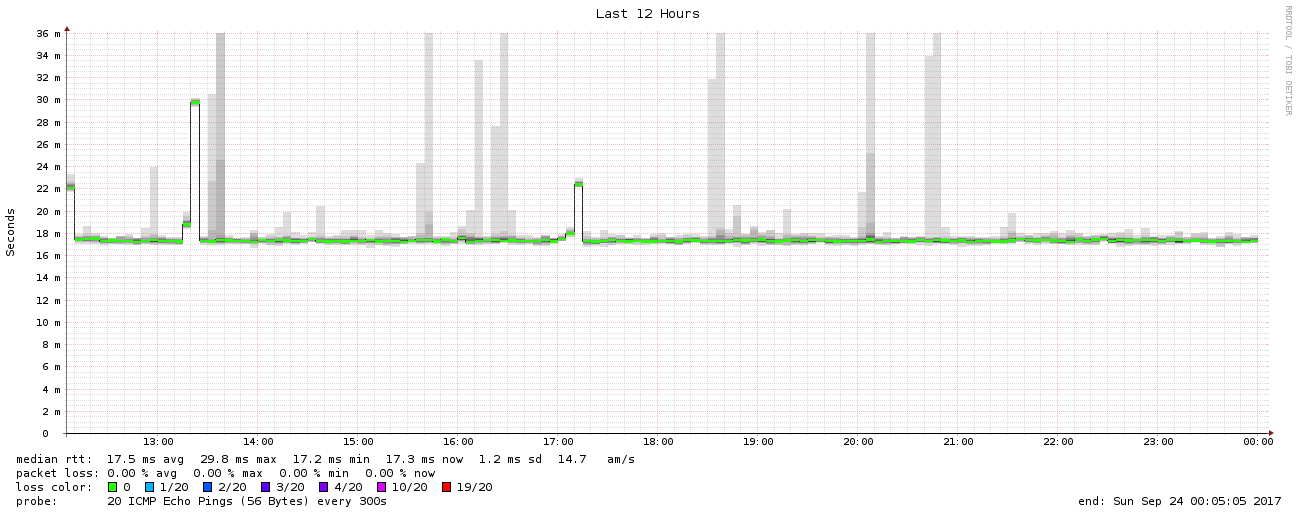 Last 12 Hours
RRDTOOL / TOBI OETIKER
Seconds
36 m
34 m
32 m
30 m
28 m
26 m
24 m
22 m
20 m
18 m
16 m
14 m
12 m
10 m
8 m
6 m
4 m
2 m
0
13:00 14:00 15:00 16:00 17:00 18:00 19:00 20:00 21:00 22:00 23:00 00:00
median rtt: 17.5 ms avg 29.8 ms max 17.2 ms min 17.3 ms now 1.2 ms sd 14.7 am/s
packet loss: 0.00 % avg 0.00 % max 0.00 % min 0.00 % now
loss color: 0 1/20 2/20 3/20 4/20 10/20 19/20
probe: 20 ICMP Echo Pings (56 Bytes) every 300s end: Sun Sep 24 00:05:05 2017